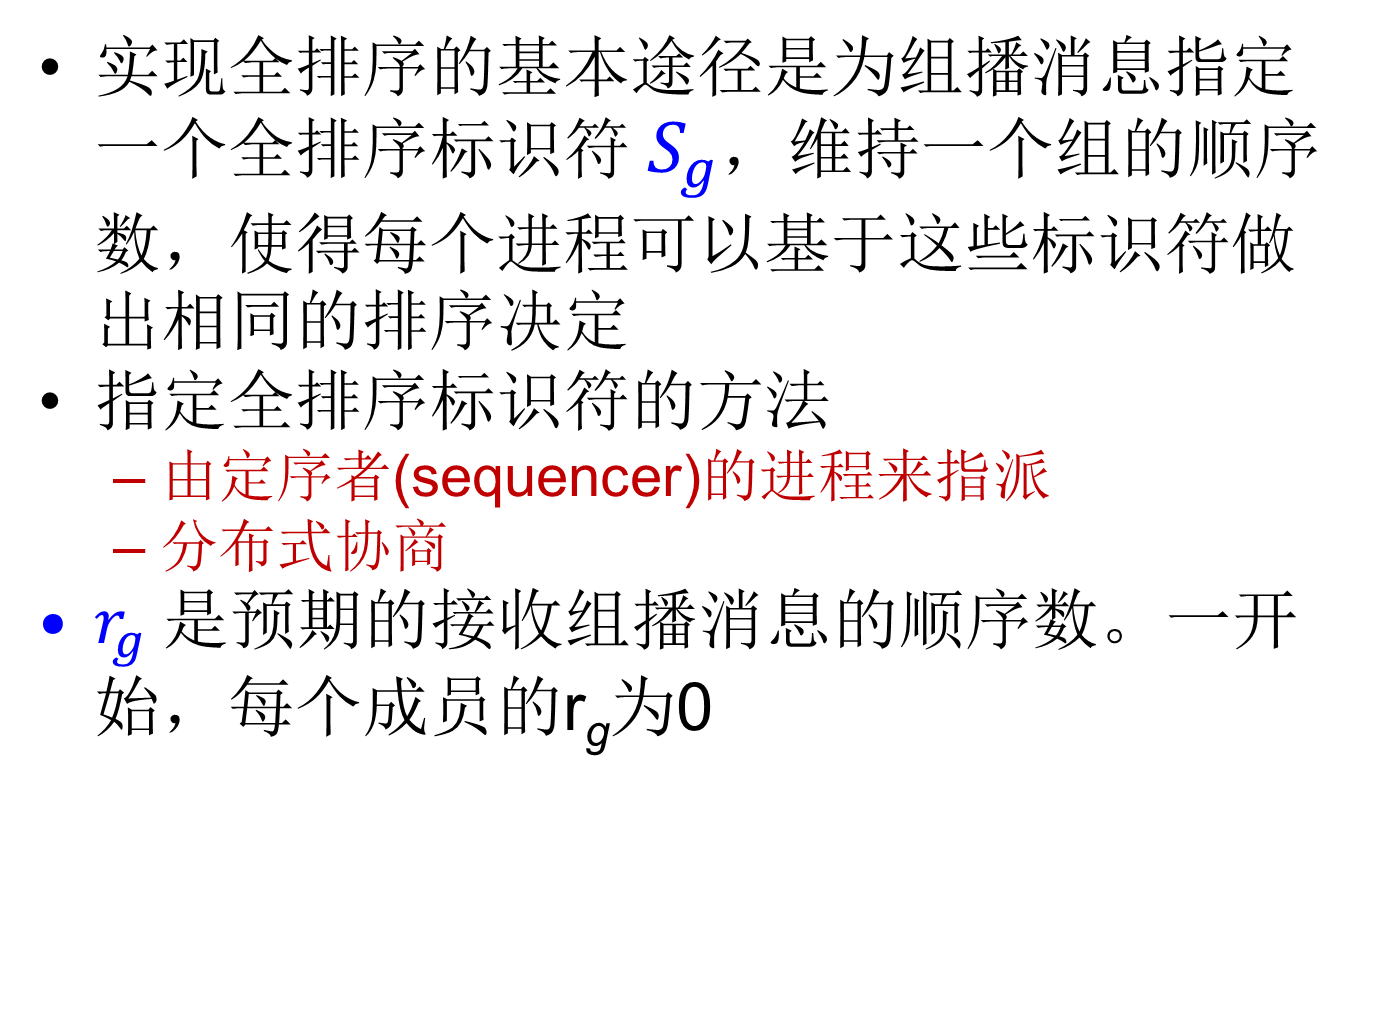 • 实现全排序的基本途径是为组播消息指定
一个全排序标识符 S_g，维持一个组的顺序
数，使得每个进程可以基于这些标识符做
出相同的排序决定
• 指定全排序标识符的方法
– 由定序者(sequencer)的进程来指派
– 分布式协商
• r_g 是预期的接收组播消息的顺序数。一开
始，每个成员的r_g为0